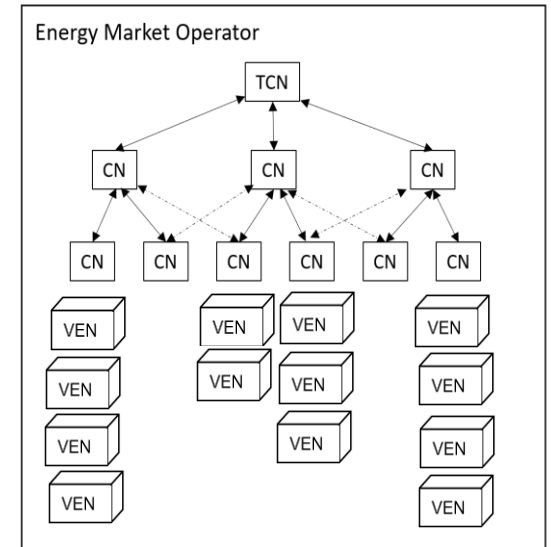 Energy Market Operator
TCN
CN CN CN
CN CN CN CN CN CN
VEN VEN VEN VEN
VEN VEN VEN VEN
VEN VEN VEN
VEN VEN